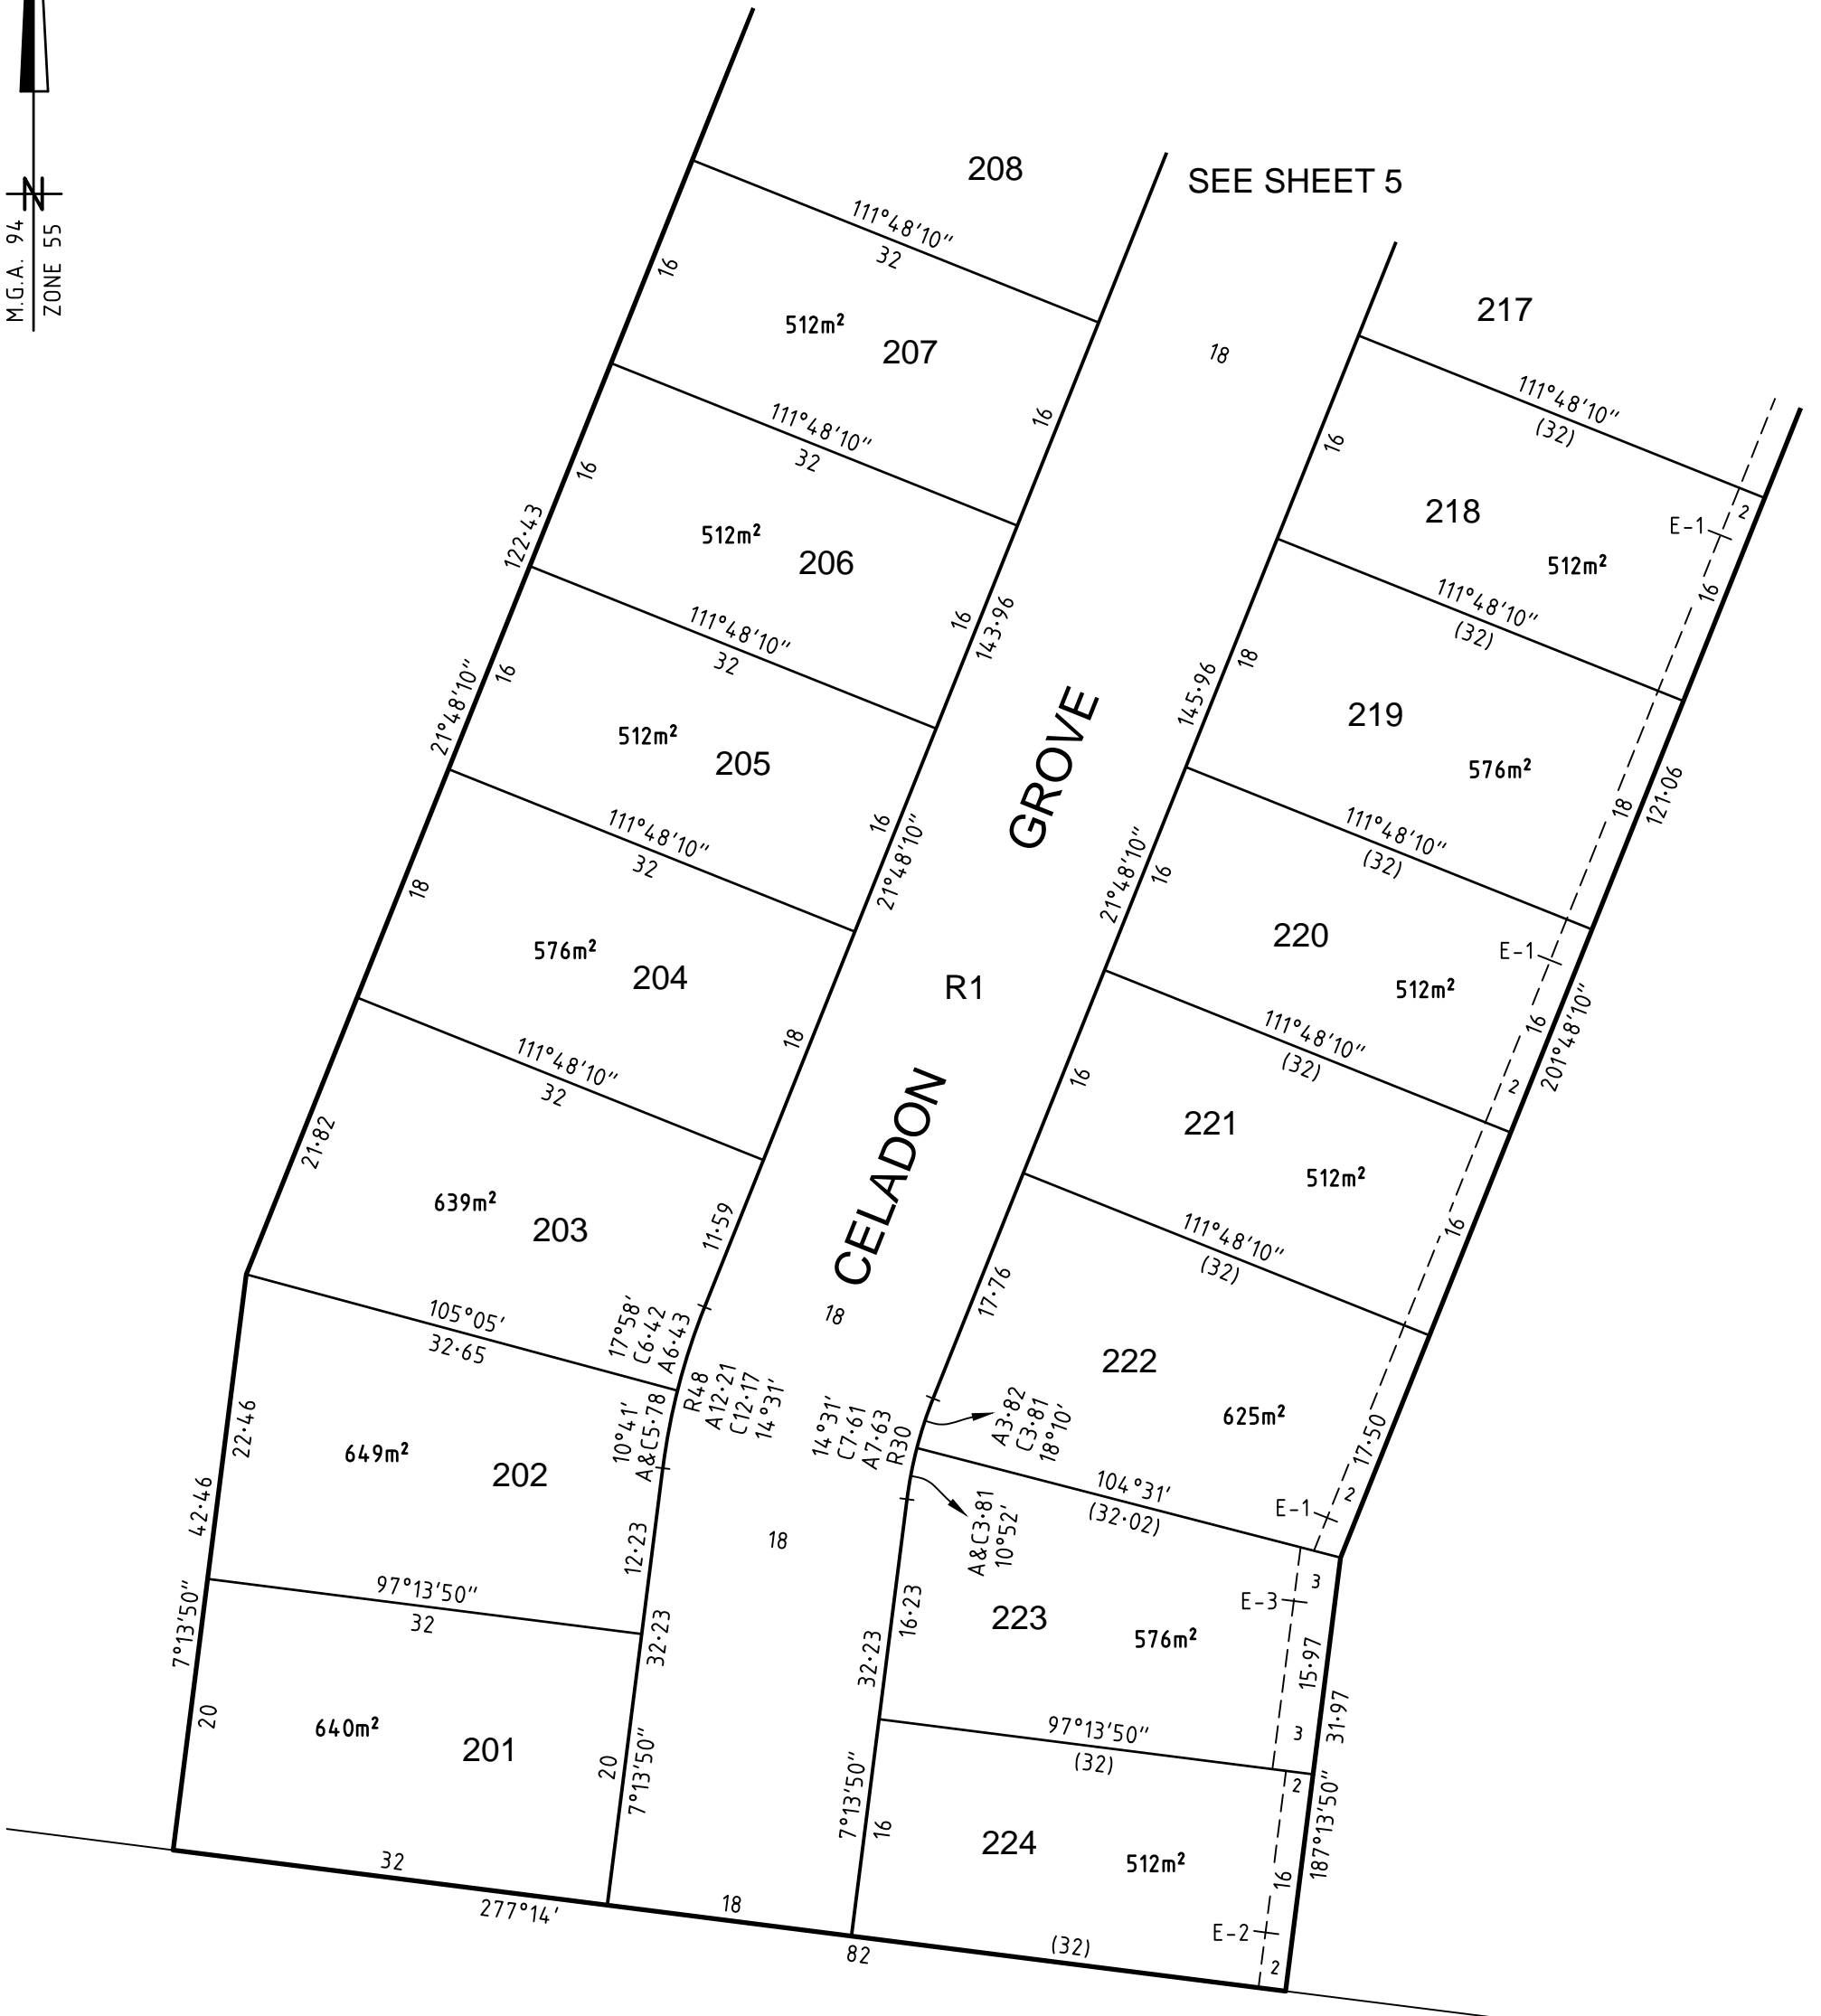 N
M.G.A. 94
ZONE 55
SEE SHEET 5
208
111°48'10"
32
16
512m²
207
16
111°48'10"
32
16
512m²
206
16
143·96
122·43
111°48'10"
32
21°48'10"
16
512m²
205
16
21°48'10"
111°48'10"
32
18
576m²
204
18
111°48'10"
32
21·82
639m²
203
11·59
17°58'
C6·42
A6·43
105°05'
32·65
R48
A12·21
C12·17
14°31'
10°41'
A&C5·78
22·46
42·46
649m²
202
12·23
97°13'50"
32
7°13'50"
32·23
20
640m²
201
20
7°13'50"
32
277°14'
18
82
(32)
CELADON GROVE
R1
18
18
18
217
111°48'10"
(32)
16
218
2
E-1
512m²
16
111°48'10"
(32)
145·96
18
219
576m²
18
121·06
111°48'10"
(32)
21°48'10"
16
220
E-1
512m²
16
201°48'10"
111°48'10"
(32)
2
16
221
512m²
16
111°48'10"
(32)
17·76
222
625m²
17·50
A3·82
C3·81
18°10'
14°31'
C7·61
A7·63
R30
104°31'
(32·02)
2
E-1
A&C3·81
10°52'
3
E-3
16·23
223
576m²
15·97
32·23
31·97
3
97°13'50"
(32)
2
7°13'50"
16
224
512m²
16
187°13'50"
E-2
2